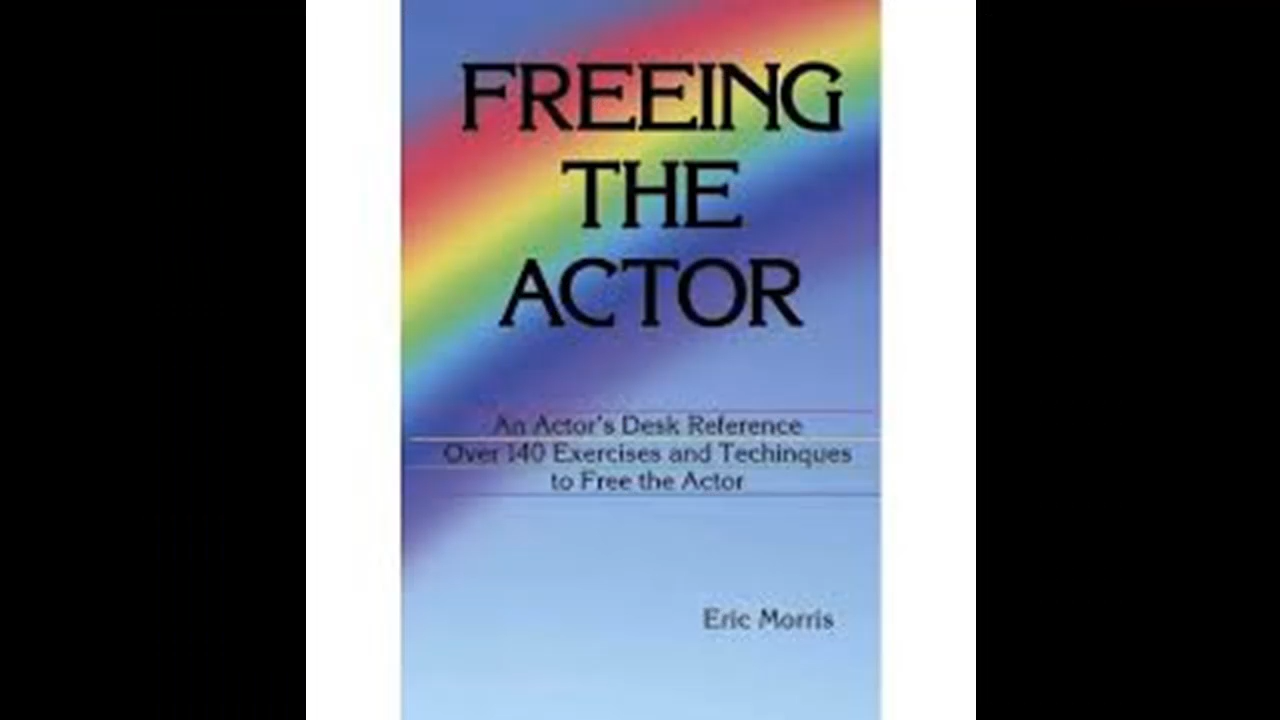 FREEING
THE
ACTOR
An Actor's Desk Reference
Over 140 Exercises and Techinques
to Free the Actor
Eric Morris